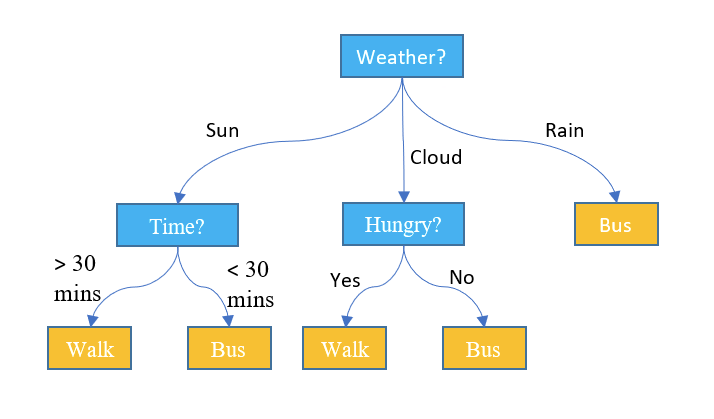 Weather?
Sun
Cloud
Rain
Time?
Hungry?
Bus
> 30
mins
< 30
mins
Yes
No
Walk
Bus
Walk
Bus